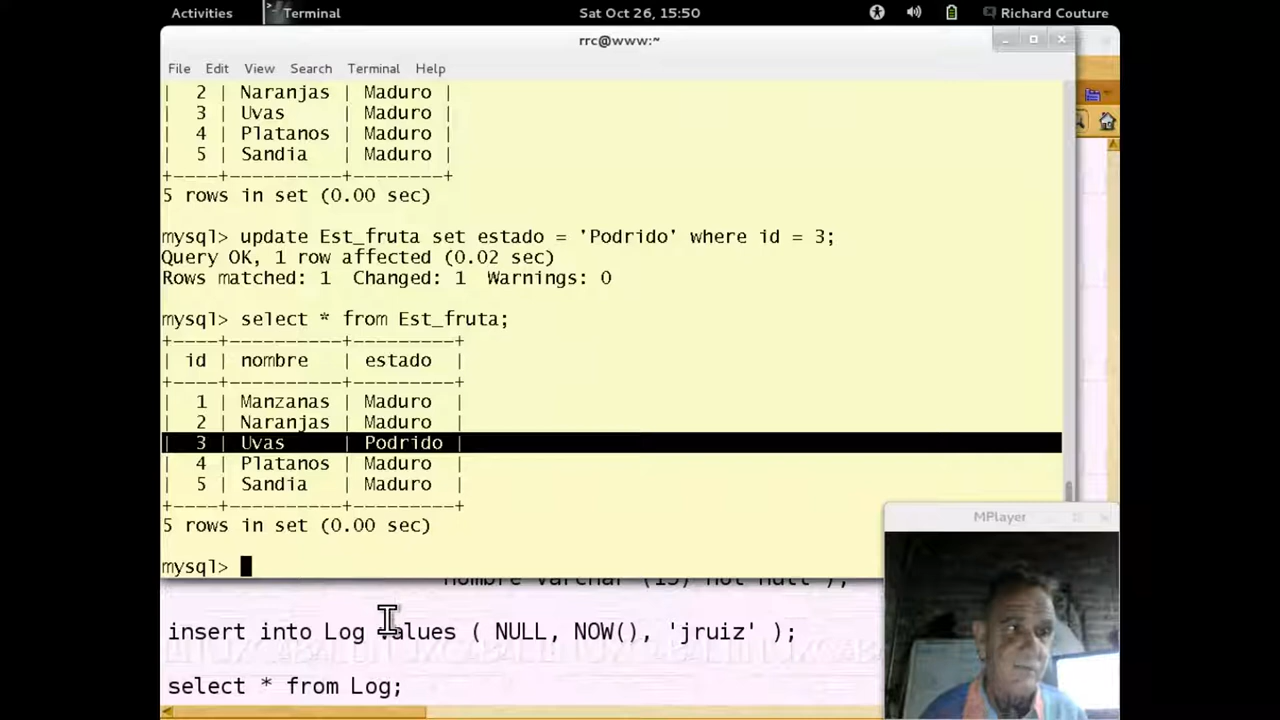 Activities Terminal Sat Oct 26, 15:50 Richard Couture
rrc@www:~
File Edit View Search Terminal Help
| 2 | Naranjas | Maduro |
| 3 | Uvas | Maduro |
| 4 | Platanos | Maduro |
| 5 | Sandia | Maduro |
+----+----------+--------+
5 rows in set (0.00 sec)
mysql> update Est_fruta set estado = 'Podrido' where id = 3;
Query OK, 1 row affected (0.02 sec)
Rows matched: 1 Changed: 1 Warnings: 0
mysql> select * from Est_fruta;
+----+----------+---------+
| id | nombre | estado |
+----+----------+---------+
| 1 | Manzanas | Maduro |
| 2 | Naranjas | Maduro |
| 3 | Uvas | Podrido |
| 4 | Platanos | Maduro |
| 5 | Sandia | Maduro |
+----+----------+---------+
5 rows in set (0.00 sec)
MPlayer
mysql>
nombre varchar (15) not null );
insert into Log values ( NULL, NOW(), 'jruiz' );
select * from Log;